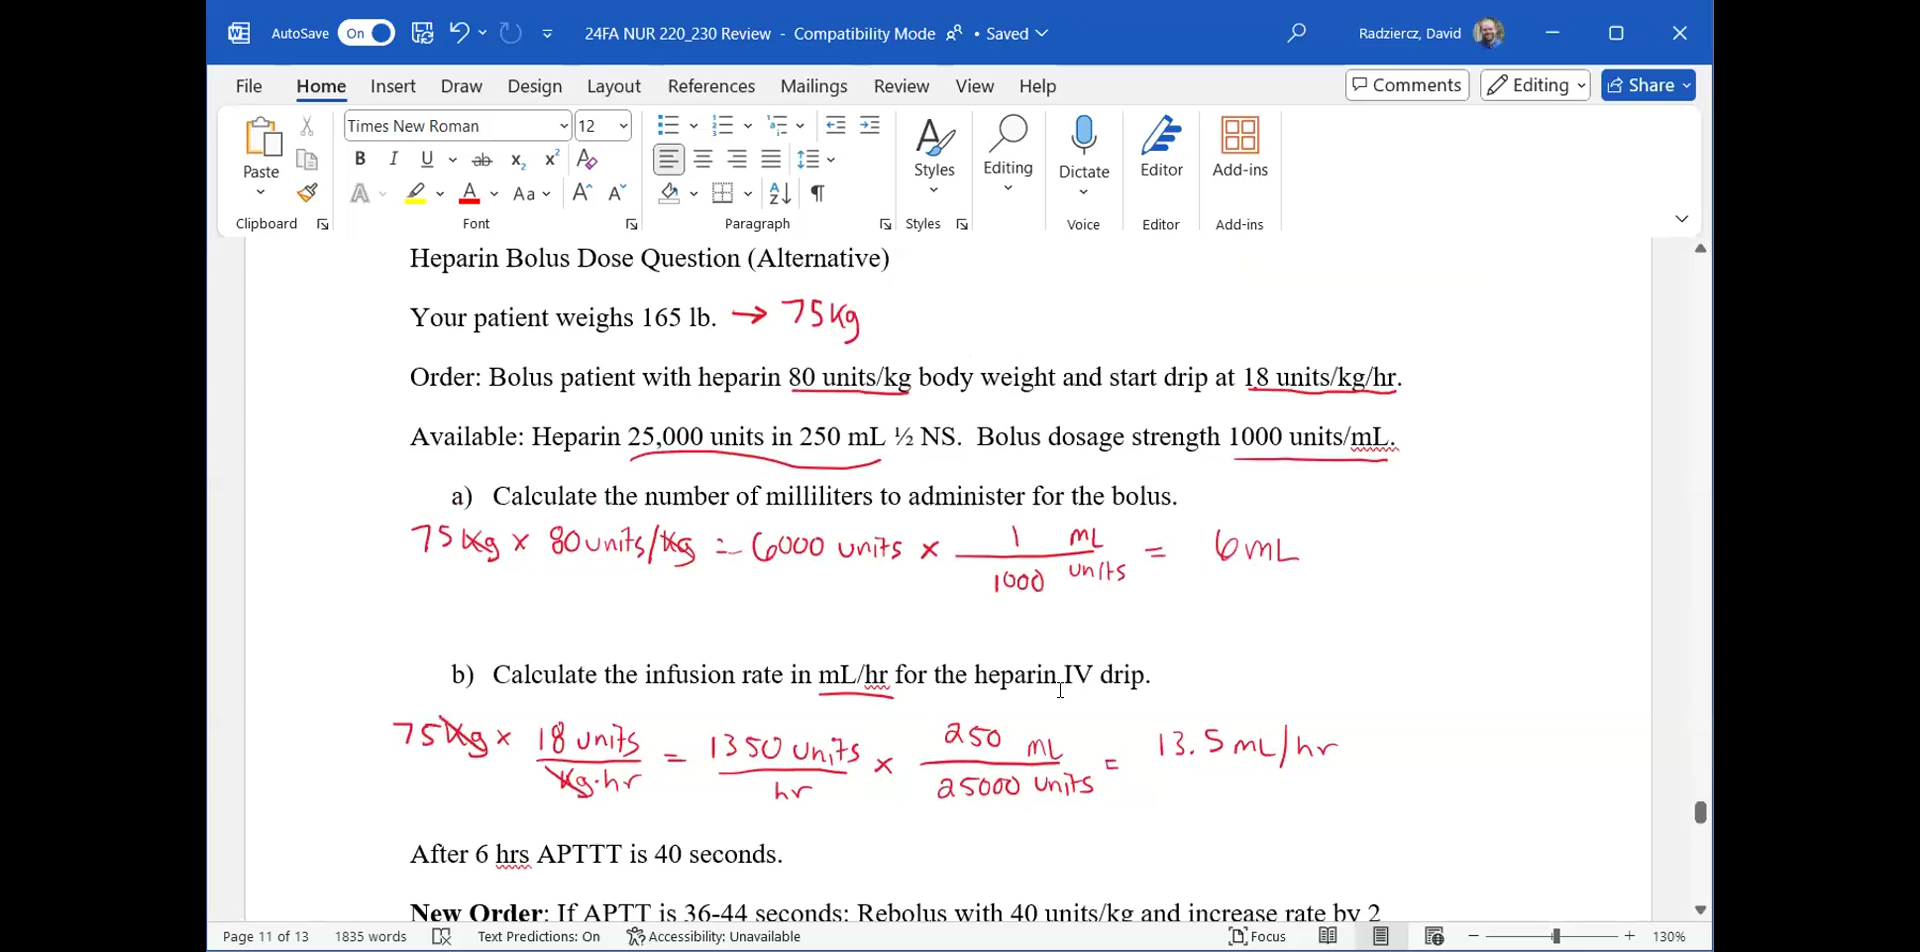 AutoSave On 24FA NUR 220_230 Review - Compatibility Mode • Saved Radziercz, David
File Home Insert Draw Design Layout References Mailings Review View Help Comments Editing Share
Times New Roman 12
Paste B I U ab x₂ x² Styles Editing Dictate Editor Add-ins
A A Aa A A
Clipboard Font Paragraph Styles Voice Editor Add-ins
Heparin Bolus Dose Question (Alternative)
Your patient weighs 165 lb. → 75 kg
Order: Bolus patient with heparin 80 units/kg body weight and start drip at 18 units/kg/hr.
Available: Heparin 25,000 units in 250 mL ½ NS. Bolus dosage strength 1000 units/mL.
a) Calculate the number of milliliters to administer for the bolus.
75 kg × 80 units/kg = 6000 units × 1 mL / 1000 units = 6 mL
b) Calculate the infusion rate in mL/hr for the heparin IV drip.
75 kg × 18 units / kg·hr = 1350 units / hr × 250 mL / 25000 units = 13.5 mL/hr
After 6 hrs APTTT is 40 seconds.
New Order: If APTT is 36-44 seconds: Rebolus with 40 units/kg and increase rate by 2
Page 11 of 13 1835 words Text Predictions: On Accessibility: Unavailable Focus 130%